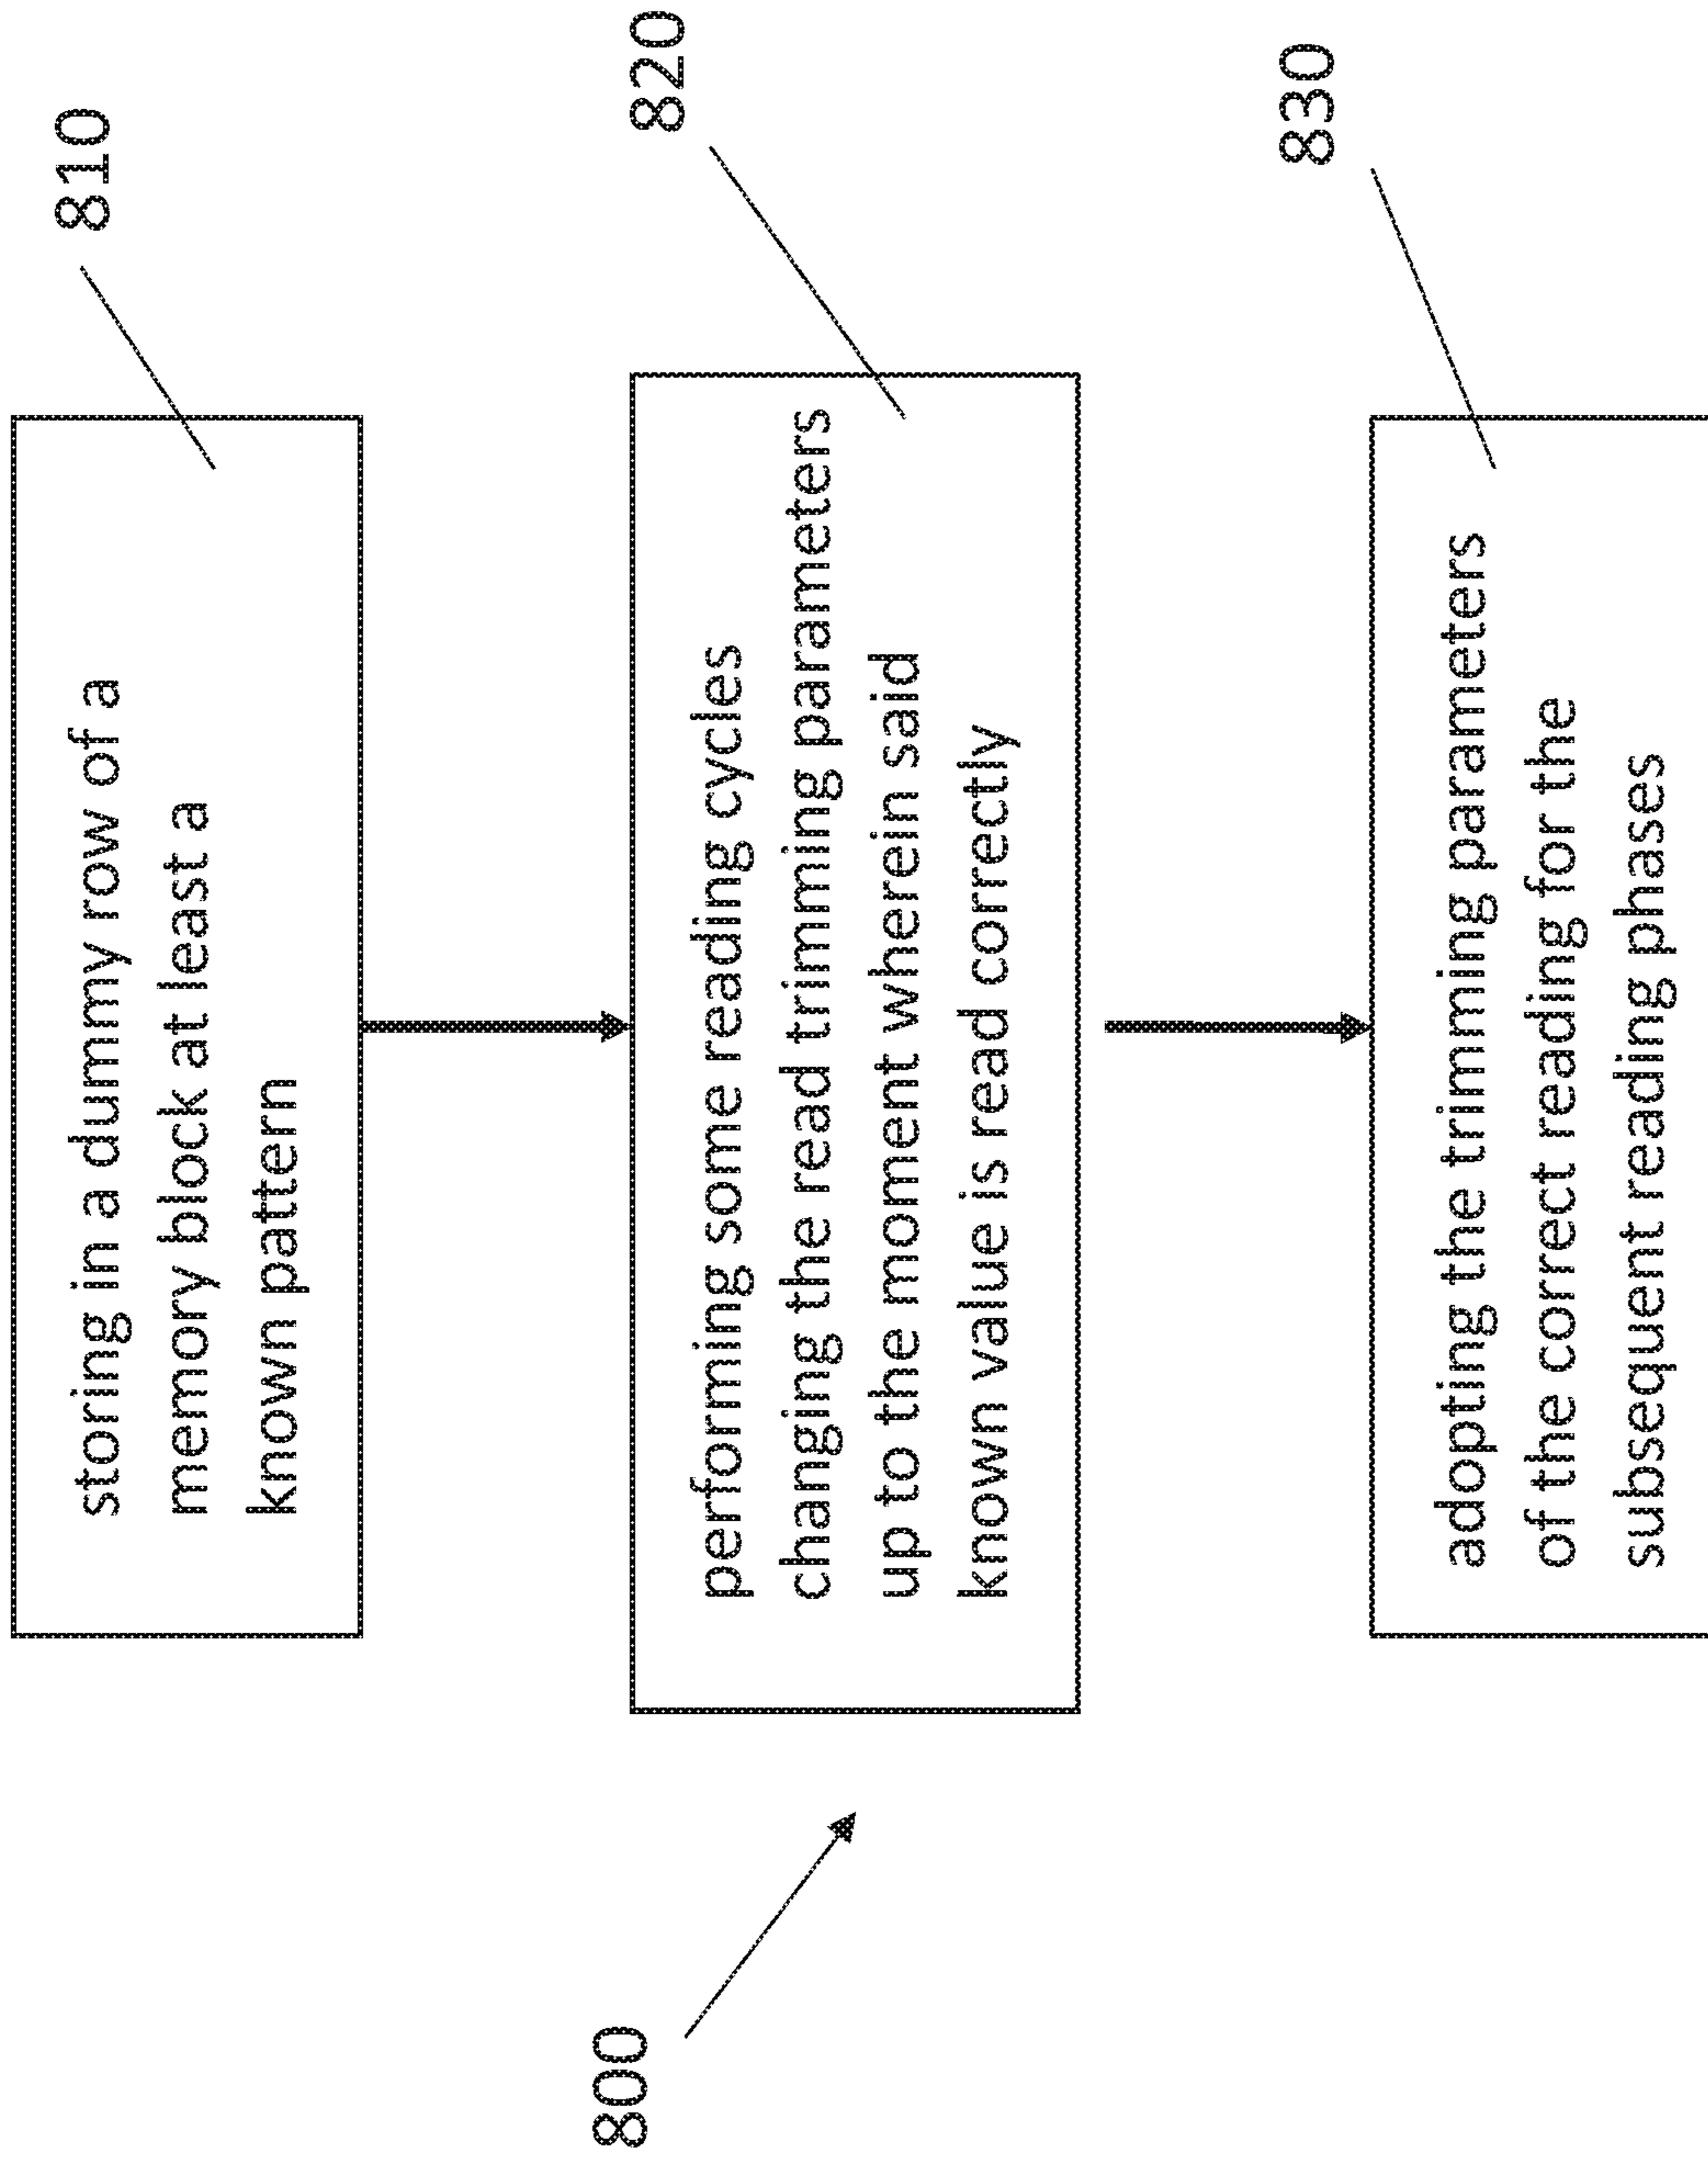 810
storing in a dummy row of a
memory block at least a
known pattern
820
performing some reading cycles
changing the read trimming parameters
up to the moment wherein said
known value is read correctly
800
830
adopting the trimming parameters
of the correct reading for the
subsequent reading phases